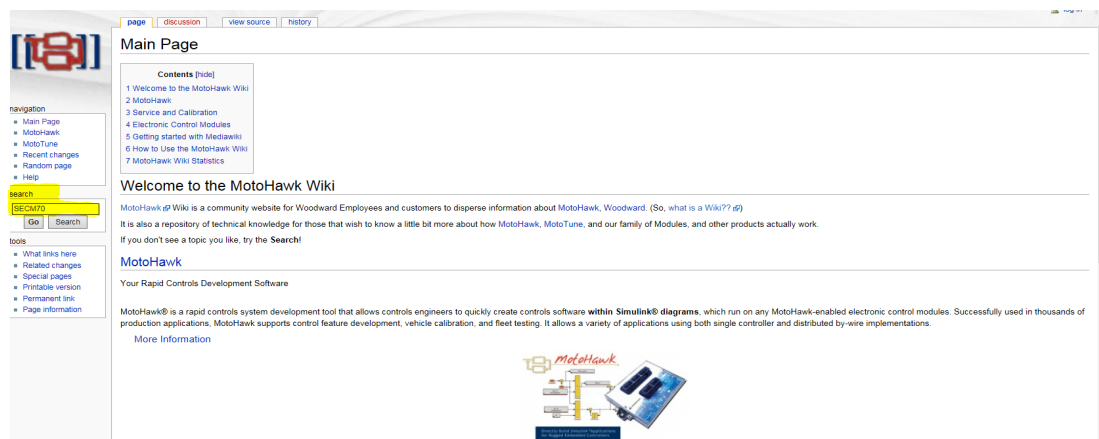 log in
page discussion view source history
[[]]
Main Page
Contents [hide]
1 Welcome to the MotoHawk Wiki
2 MotoHawk
3 Service and Calibration
4 Electronic Control Modules
5 Getting started with Mediawiki
6 How to Use the MotoHawk Wiki
7 MotoHawk Wiki Statistics
navigation
Main Page
MotoHawk
MotoTune
Recent changes
Random page
Help
search
SECM70
Go Search
tools
What links here
Related changes
Special pages
Printable version
Permanent link
Page information
Welcome to the MotoHawk Wiki
MotoHawk Wiki is a community website for Woodward Employees and customers to disperse information about MotoHawk, Woodward. (So, what is a Wiki??)
It is also a repository of technical knowledge for those that wish to know a little bit more about how MotoHawk, MotoTune, and our family of Modules, and other products actually work.
If you don't see a topic you like, try the Search!
MotoHawk
Your Rapid Controls Development Software
MotoHawk® is a rapid controls system development tool that allows controls engineers to quickly create controls software within Simulink® diagrams, which run on any MotoHawk-enabled electronic control modules. Successfully used in thousands of
production applications, MotoHawk supports control feature development, vehicle calibration, and fleet testing. It allows a variety of applications using both single controller and distributed by-wire implementations.
More Information
MotoHawk
Directly Build Simulink Applications
for Rugged Embedded Controllers